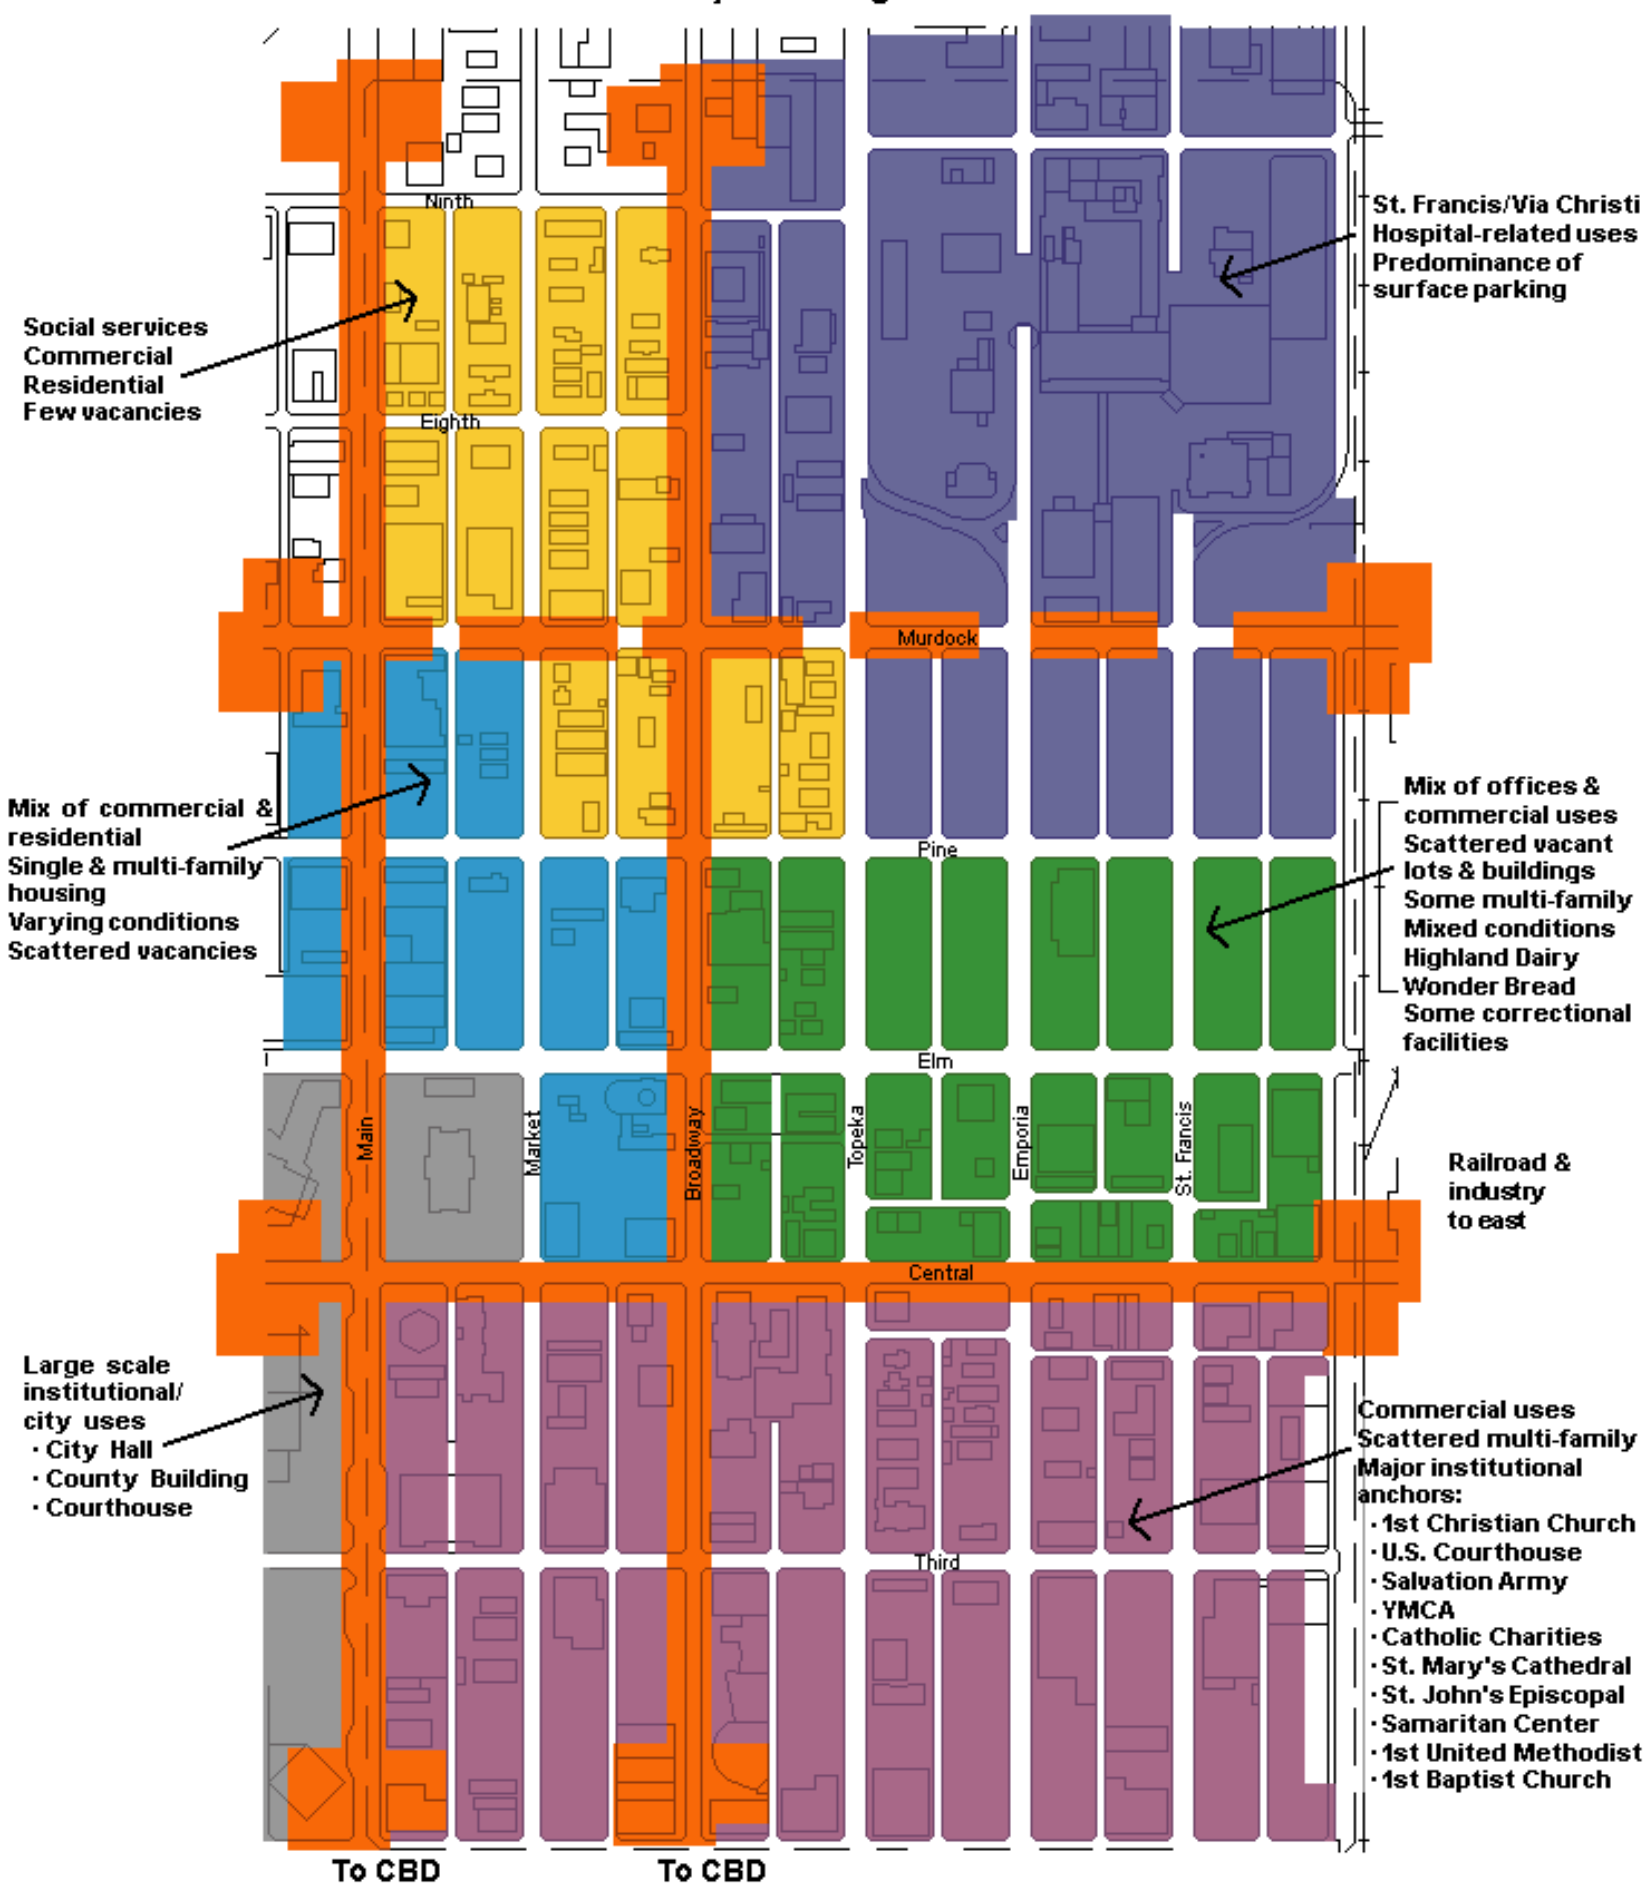 Ninth
St. Francis/Via Christi
Hospital-related uses
Predominance of
surface parking
Social services
Commercial
Residential
Few vacancies
Eighth
Murdock
Mix of commercial &
residential
Single & multi-family
housing
Varying conditions
Scattered vacancies
Mix of offices &
commercial uses
Scattered vacant
lots & buildings
Some multi-family
Mixed conditions
Highland Dairy
Wonder Bread
Some correctional
facilities
Pine
Elm
Main
Market
Broadway
Topeka
Emporia
St. Francis
Railroad &
industry
to east
Central
Large scale
institutional/
city uses
· City Hall
· County Building
· Courthouse
Commercial uses
Scattered multi-family
Major institutional
anchors:
· 1st Christian Church
· U.S. Courthouse
· Salvation Army
· YMCA
· Catholic Charities
· St. Mary's Cathedral
· St. John's Episcopal
· Samaritan Center
· 1st United Methodist
· 1st Baptist Church
Third
To CBD
To CBD